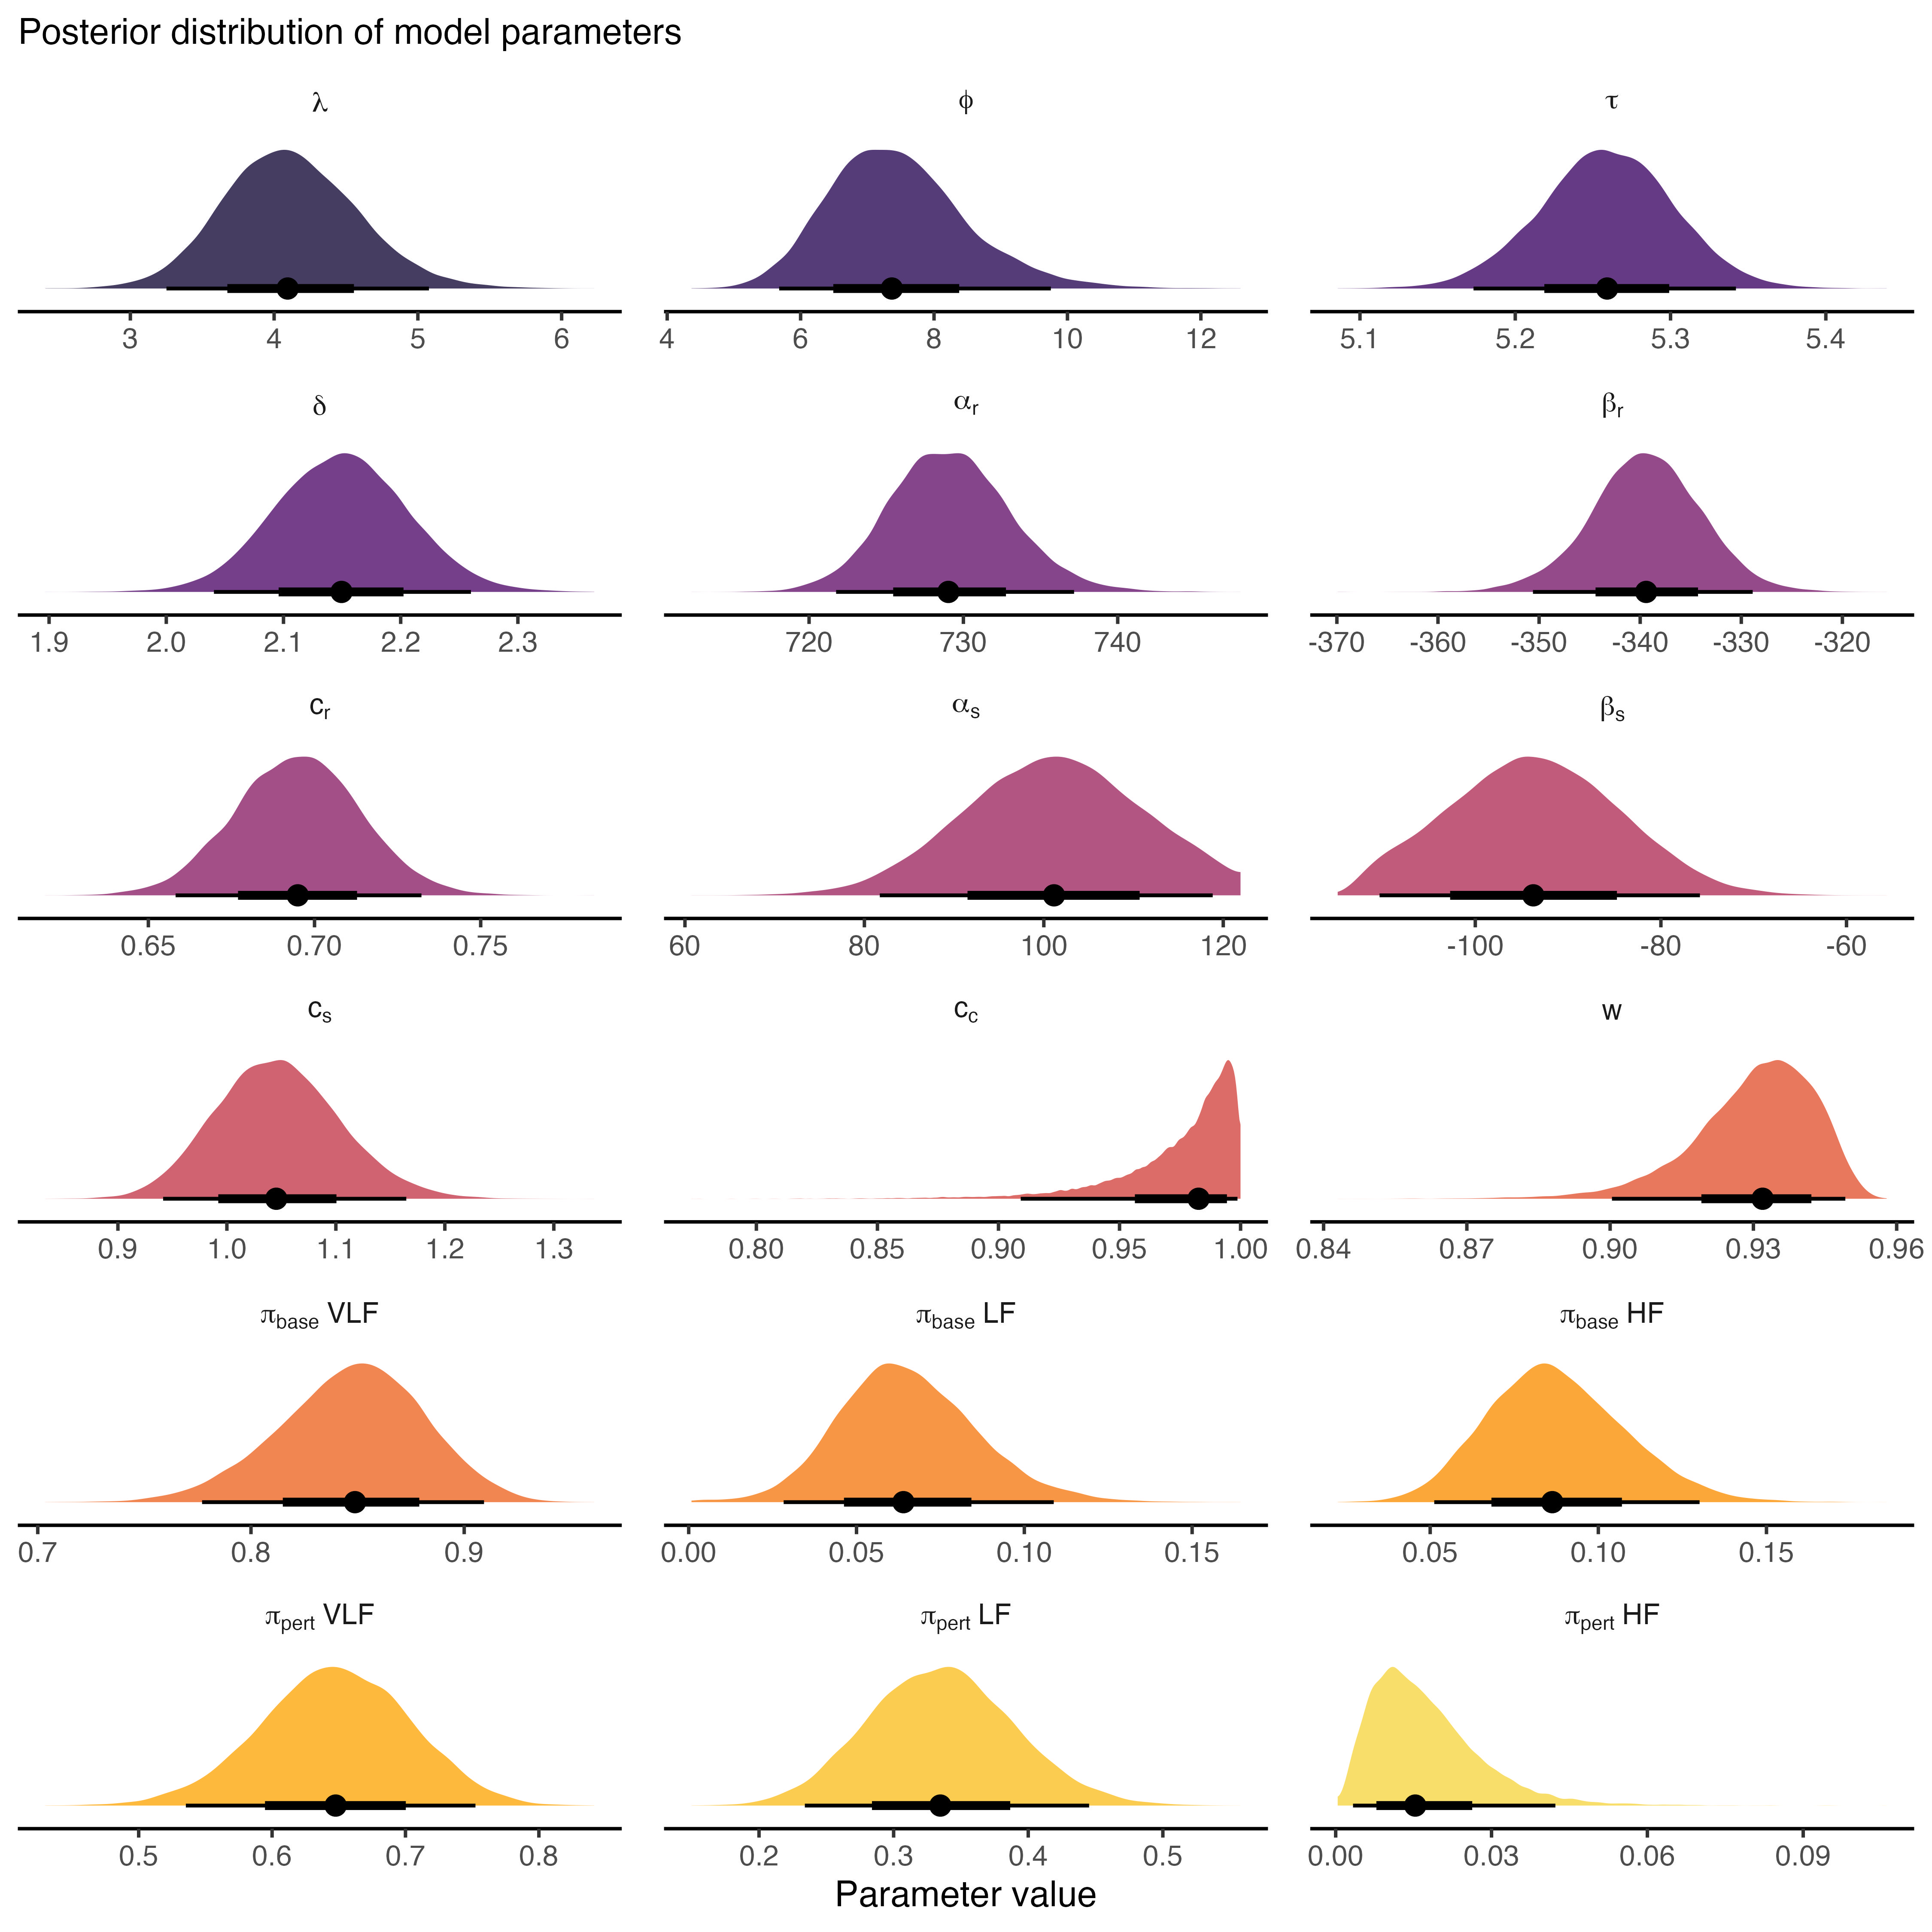 Posterior distribution of model parameters
λ ϕ τ
3 4 5 6 4 6 8 10 12 5.1 5.2 5.3 5.4
δ αr βr
1.9 2.0 2.1 2.2 2.3 720 730 740 -370 -360 -350 -340 -330 -320
cr αs βs
0.65 0.70 0.75 60 80 100 120 -100 -80 -60
cs cc w
0.9 1.0 1.1 1.2 1.3 0.80 0.85 0.90 0.95 1.00 0.84 0.87 0.90 0.93 0.96
πbase VLF πbase LF πbase HF
0.7 0.8 0.9 0.00 0.05 0.10 0.15 0.05 0.10 0.15
πpert VLF πpert LF πpert HF
0.5 0.6 0.7 0.8 0.2 0.3 0.4 0.5 0.00 0.03 0.06 0.09
Parameter value